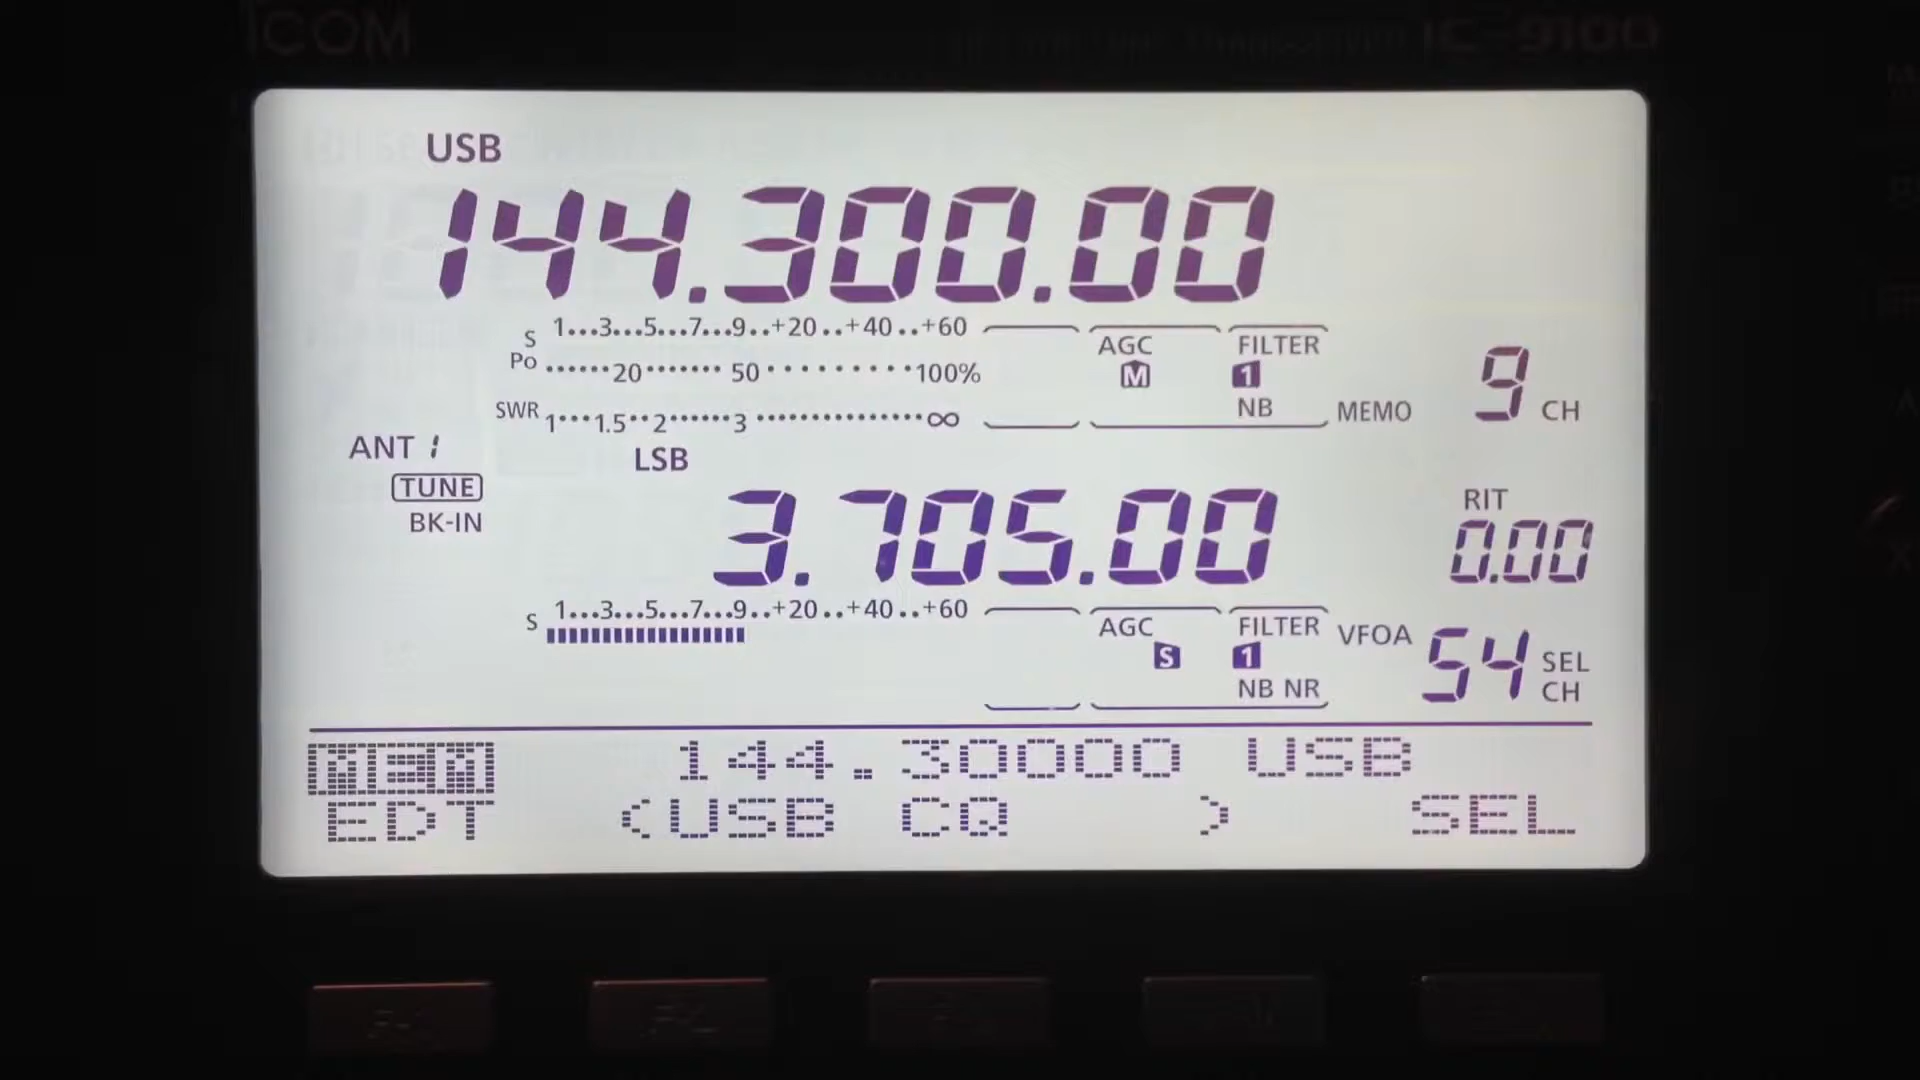 ICOM IC-9100
USB
144.300.00
S 1...3...5...7...9..+20..+40..+60
Po ······20······· 50 ·········100%
SWR 1···1.5··2······3 ················∞
AGC FILTER
M 1
NB
MEMO 9 CH
ANT 1
TUNE
BK-IN
LSB
3.705.00
RIT
0.00
S 1...3...5...7...9..+20..+40..+60
AGC FILTER
S 1
NB NR
VFOA 54 SEL
CH
MEM 144.30000 USB
EDT <USB CQ > SEL